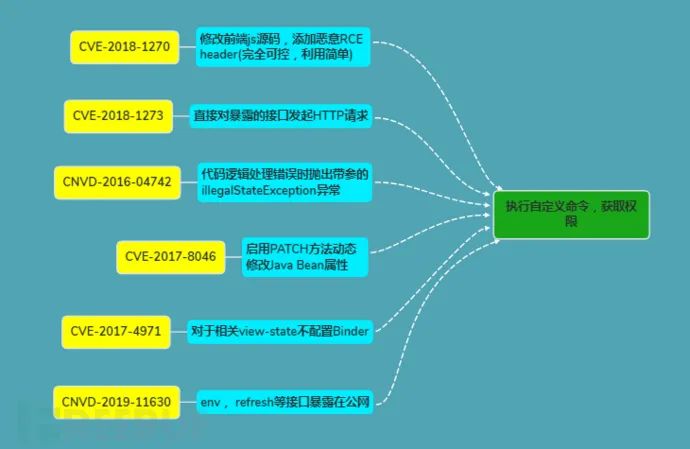 CVE-2018-1270
修改前端js源码，添加恶意RCE
header(完全可控，利用简单)
CVE-2018-1273
直接对暴露的接口发起HTTP请求
CNVD-2016-04742
代码逻辑处理错误时抛出带参的
illegalStateException异常
执行自定义命令，获取权
限
CVE-2017-8046
启用PATCH方法动态
修改Java Bean属性
CVE-2017-4971
对于相关view-state不配置Binder
CNVD-2019-11630
env，refresh等接口暴露在公网